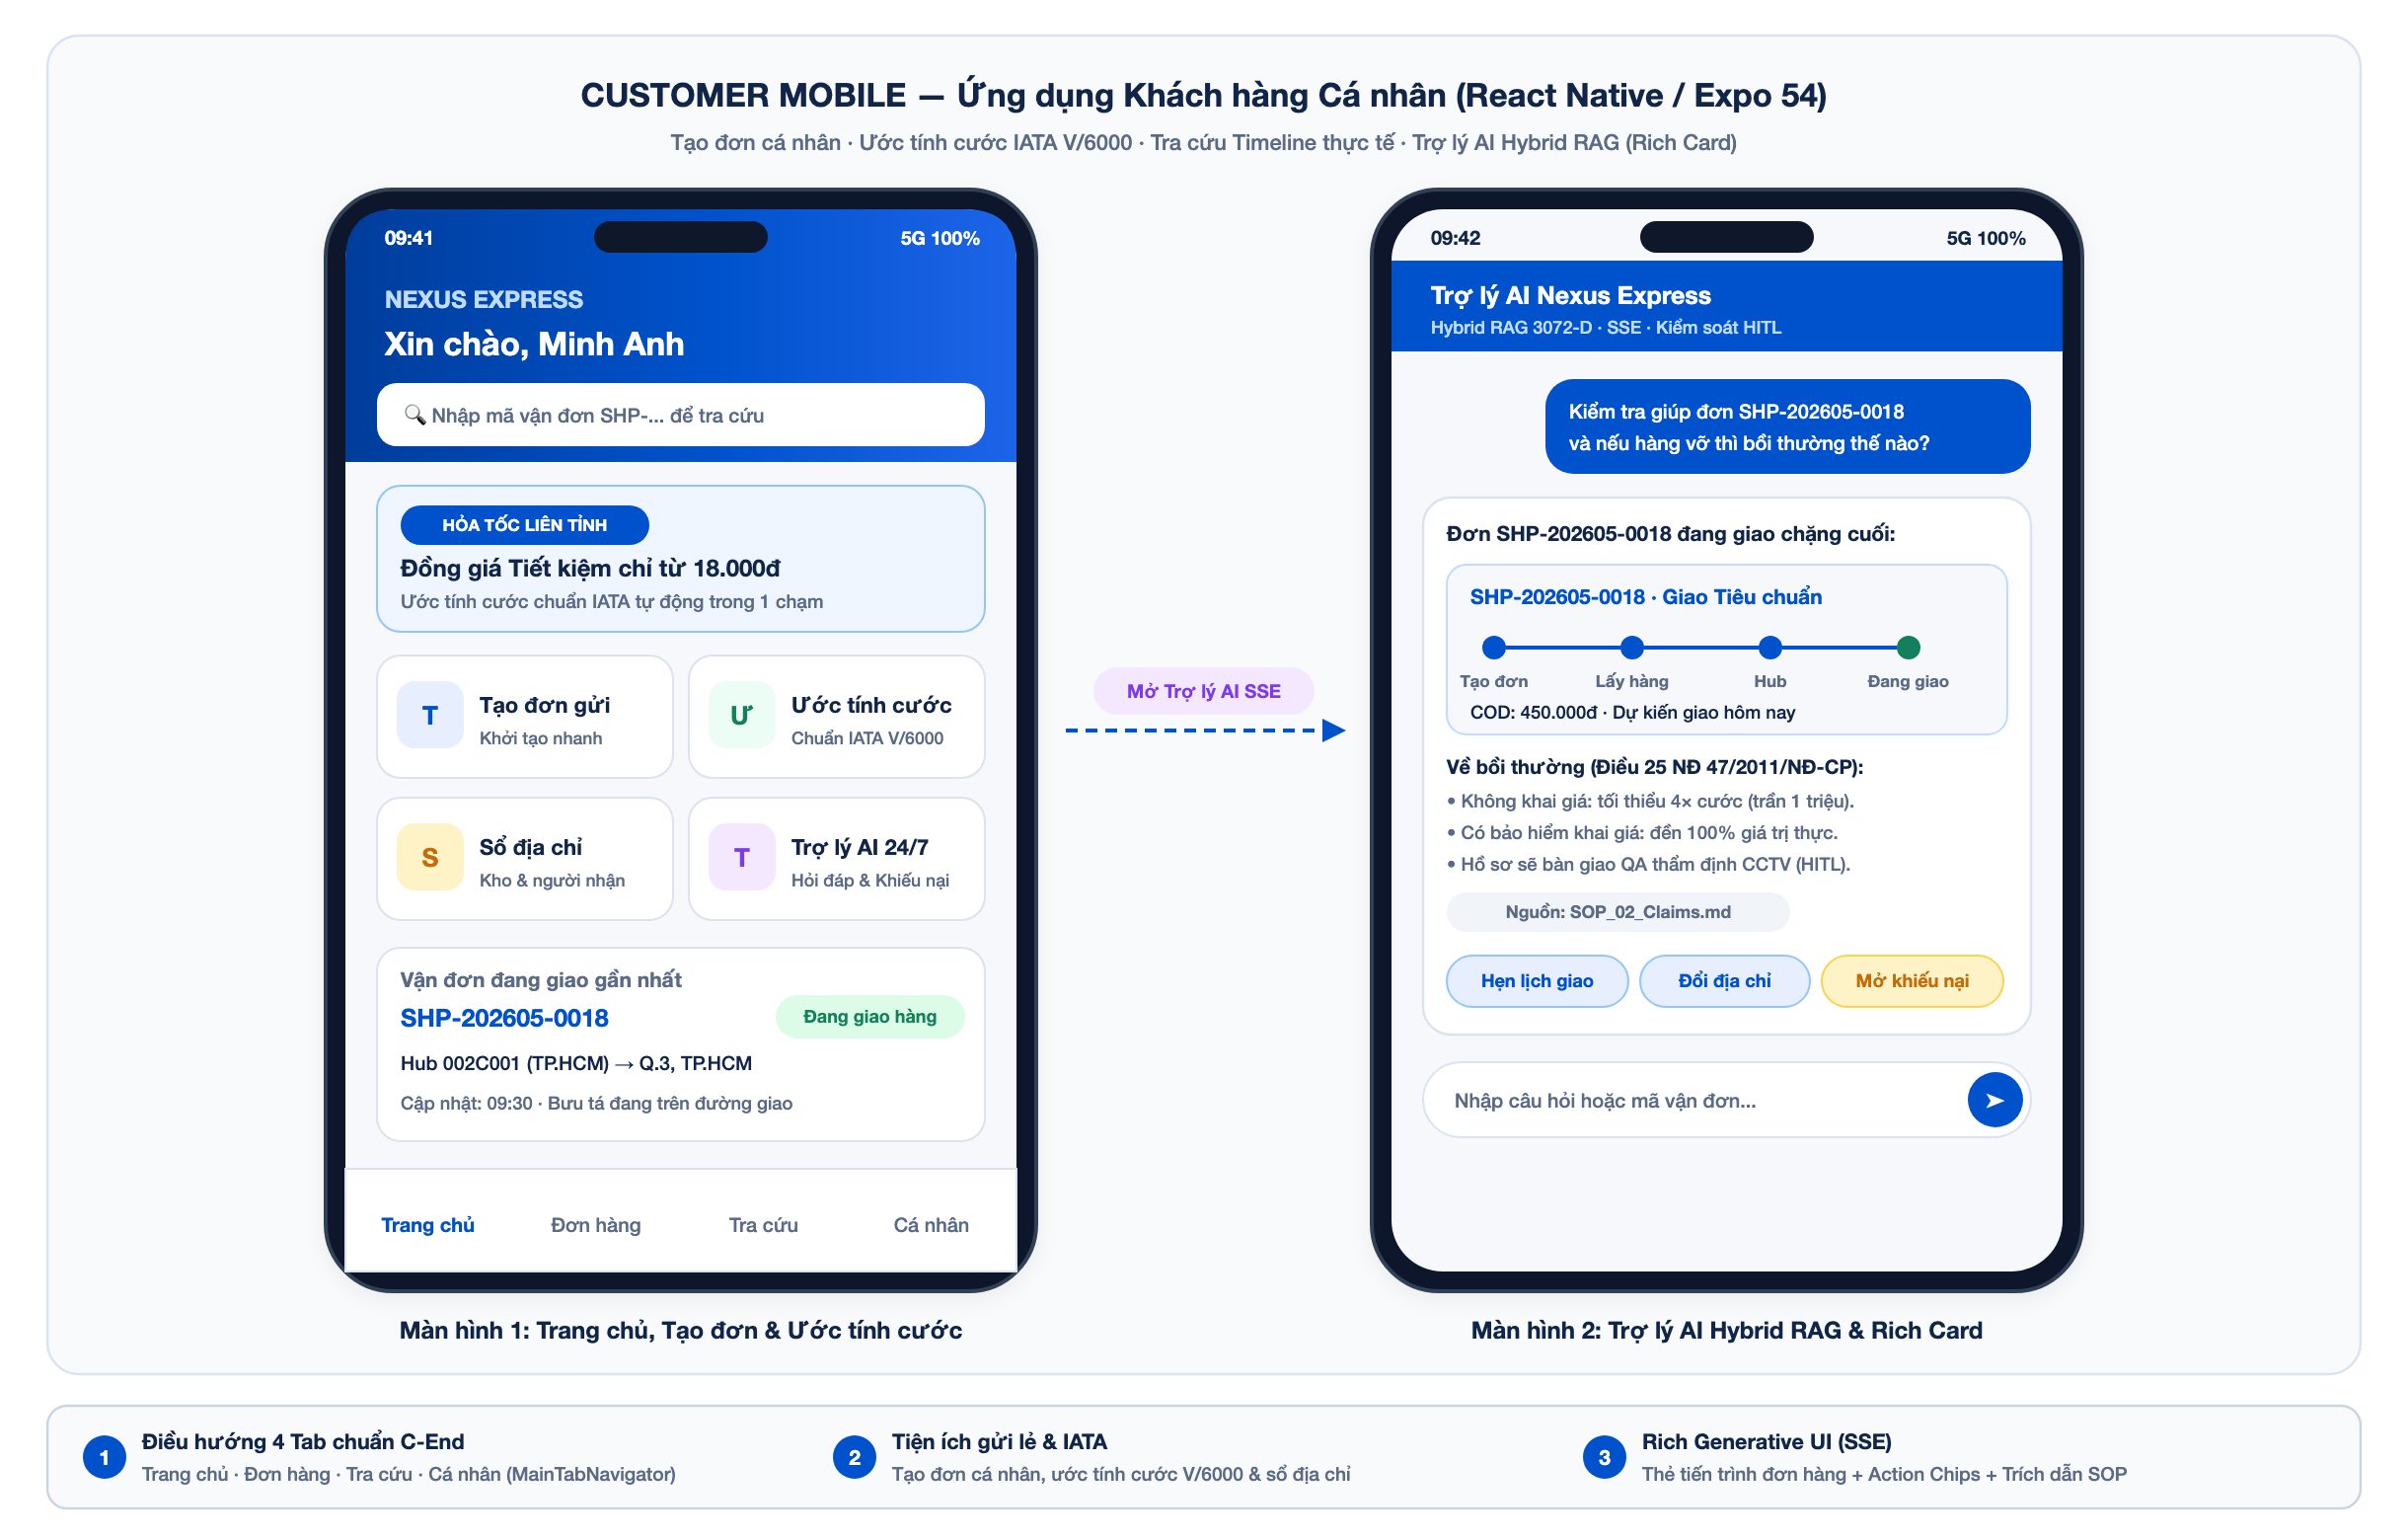 CUSTOMER MOBILE — Ứng dụng Khách hàng Cá nhân (React Native / Expo 54)
Tạo đơn cá nhân · Ước tính cước IATA V/6000 · Tra cứu Timeline thực tế · Trợ lý AI Hybrid RAG (Rich Card)
09:41
5G 100%
NEXUS EXPRESS
Xin chào, Minh Anh
🔍 Nhập mã vận đơn SHP-... để tra cứu
HỎA TỐC LIÊN TỈNH
Đồng giá Tiết kiệm chỉ từ 18.000đ
Ước tính cước chuẩn IATA tự động trong 1 chạm
T
Tạo đơn gửi
Khởi tạo nhanh
Ư
Ước tính cước
Chuẩn IATA V/6000
S
Sổ địa chỉ
Kho & người nhận
T
Trợ lý AI 24/7
Hỏi đáp & Khiếu nại
Vận đơn đang giao gần nhất
SHP-202605-0018
Đang giao hàng
Hub 002C001 (TP.HCM) → Q.3, TP.HCM
Cập nhật: 09:30 · Bưu tá đang trên đường giao
Trang chủ
Đơn hàng
Tra cứu
Cá nhân
Màn hình 1: Trang chủ, Tạo đơn & Ước tính cước
Mở Trợ lý AI SSE
09:42
5G 100%
Trợ lý AI Nexus Express
Hybrid RAG 3072-D · SSE · Kiểm soát HITL
Kiểm tra giúp đơn SHP-202605-0018
và nếu hàng vỡ thì bồi thường thế nào?
Đơn SHP-202605-0018 đang giao chặng cuối:
SHP-202605-0018 · Giao Tiêu chuẩn
Tạo đơn
Lấy hàng
Hub
Đang giao
COD: 450.000đ · Dự kiến giao hôm nay
Về bồi thường (Điều 25 NĐ 47/2011/NĐ-CP):
• Không khai giá: tối thiểu 4× cước (trần 1 triệu).
• Có bảo hiểm khai giá: đền 100% giá trị thực.
• Hồ sơ sẽ bàn giao QA thẩm định CCTV (HITL).
Nguồn: SOP_02_Claims.md
Hẹn lịch giao
Đổi địa chỉ
Mở khiếu nại
Nhập câu hỏi hoặc mã vận đơn...
Màn hình 2: Trợ lý AI Hybrid RAG & Rich Card
1
Điều hướng 4 Tab chuẩn C-End
Trang chủ · Đơn hàng · Tra cứu · Cá nhân (MainTabNavigator)
2
Tiện ích gửi lẻ & IATA
Tạo đơn cá nhân, ước tính cước V/6000 & sổ địa chỉ
3
Rich Generative UI (SSE)
Thẻ tiến trình đơn hàng + Action Chips + Trích dẫn SOP